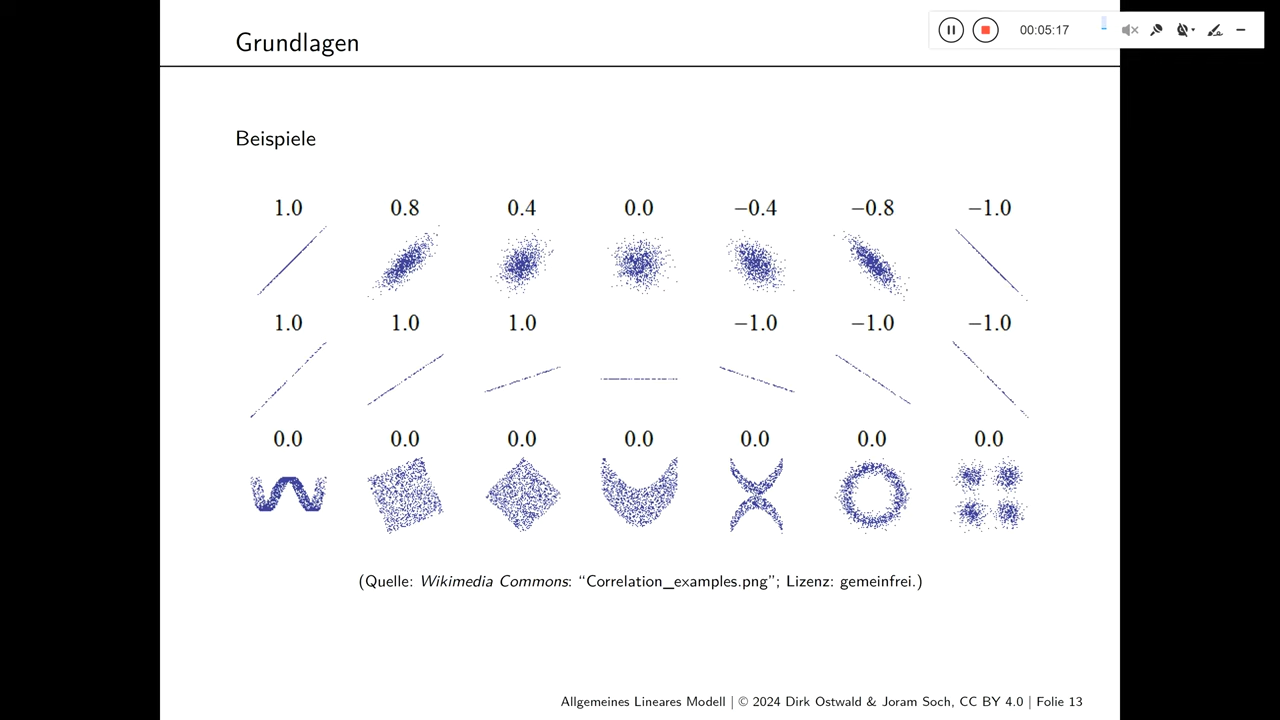 Grundlagen
00:05:17
Beispiele
1.0 0.8 0.4 0.0 −0.4 −0.8 −1.0
1.0 1.0 1.0 −1.0 −1.0 −1.0
0.0 0.0 0.0 0.0 0.0 0.0 0.0
(Quelle: Wikimedia Commons: “Correlation_examples.png”; Lizenz: gemeinfrei.)
Allgemeines Lineares Modell | © 2024 Dirk Ostwald & Joram Soch, CC BY 4.0 | Folie 13